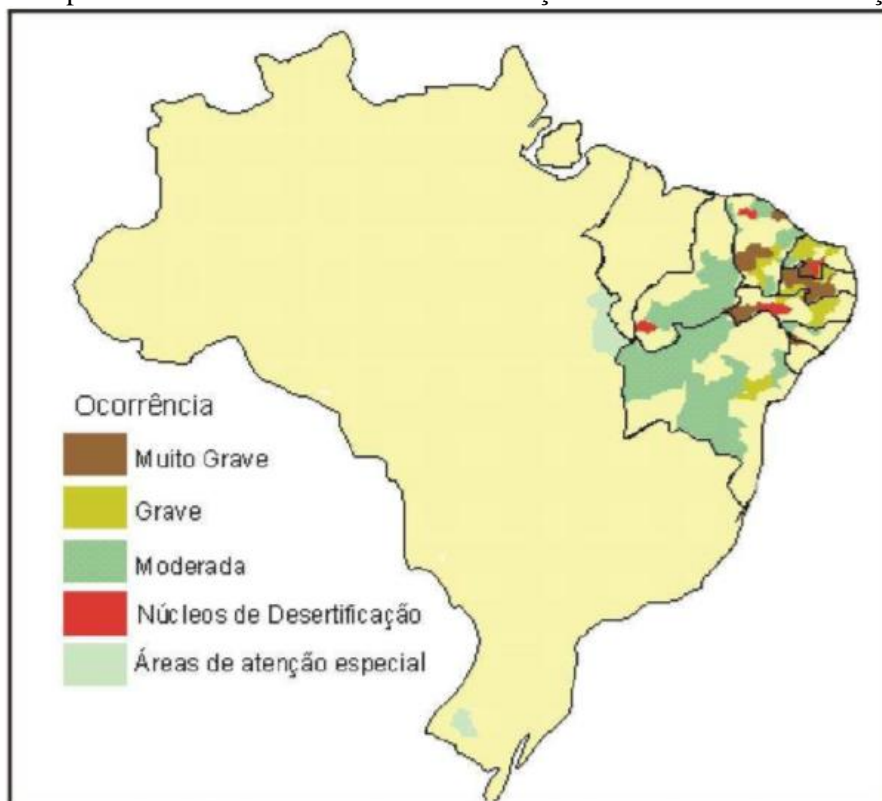 Ocorrência
Muito Grave
Grave
Moderada
Núcleos de Desertificação
Áreas de atenção especial